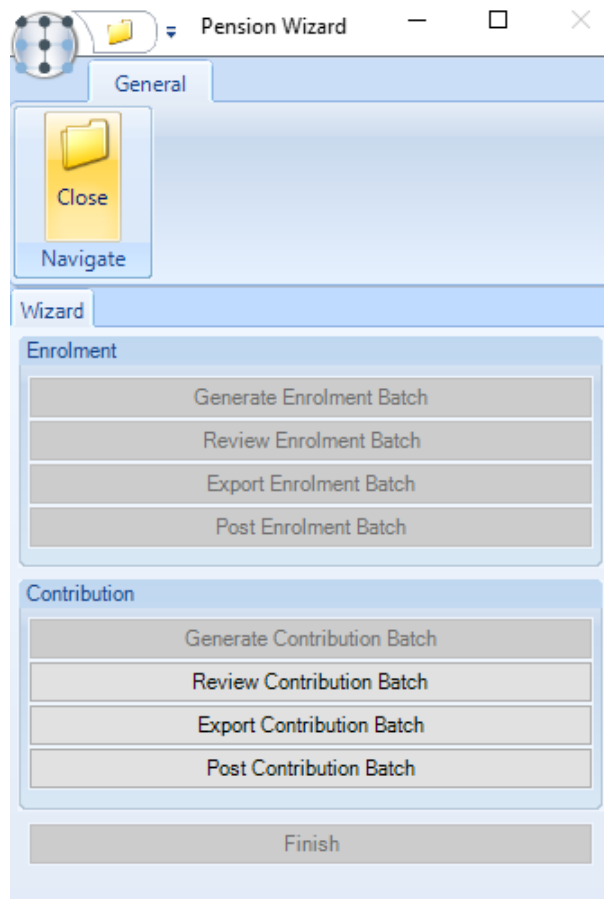 Pension Wizard
General
Close
Navigate
Wizard
Enrolment
Generate Enrolment Batch
Review Enrolment Batch
Export Enrolment Batch
Post Enrolment Batch
Contribution
Generate Contribution Batch
Review Contribution Batch
Export Contribution Batch
Post Contribution Batch
Finish